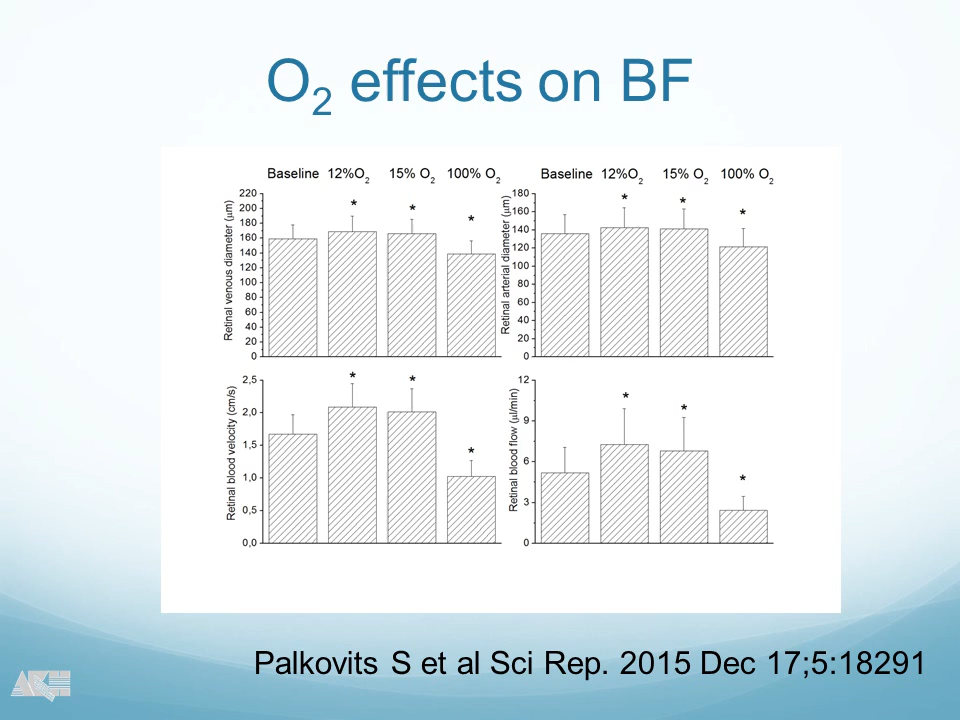 O2 effects on BF
Baseline 12%O2 15% O2 100% O2
Retinal venous diameter (μm)
220
200
180
160
140
120
100
80
60
40
20
0
* * *
Baseline 12%O2 15% O2 100% O2
Retinal arterial diameter (μm)
180
160
140
120
100
80
60
40
20
0
* * *
Retinal blood velocity (cm/s)
2,5
2,0
1,5
1,0
0,5
0,0
* * *
Retinal blood flow (μl/min)
12
9
6
3
0
* * *
Palkovits S et al Sci Rep. 2015 Dec 17;5:18291